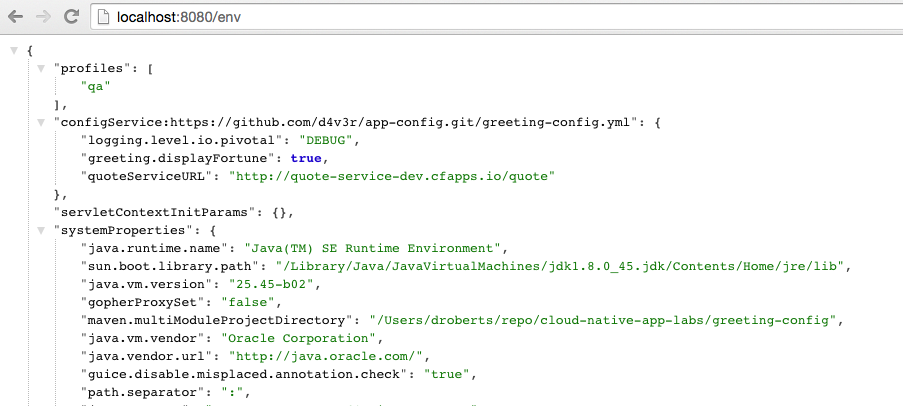 localhost:8080/env
{
"profiles": [
"qa"
],
"configService:https://github.com/d4v3r/app-config.git/greeting-config.yml": {
"logging.level.io.pivotal": "DEBUG",
"greeting.displayFortune": true,
"quoteServiceURL": "http://quote-service-dev.cfapps.io/quote"
},
"servletContextInitParams": {},
"systemProperties": {
"java.runtime.name": "Java(TM) SE Runtime Environment",
"sun.boot.library.path": "/Library/Java/JavaVirtualMachines/jdk1.8.0_45.jdk/Contents/Home/jre/lib",
"java.vm.version": "25.45-b02",
"gopherProxySet": "false",
"maven.multiModuleProjectDirectory": "/Users/droberts/repo/cloud-native-app-labs/greeting-config",
"java.vm.vendor": "Oracle Corporation",
"java.vendor.url": "http://java.oracle.com/",
"guice.disable.misplaced.annotation.check": "true",
"path.separator": ":",